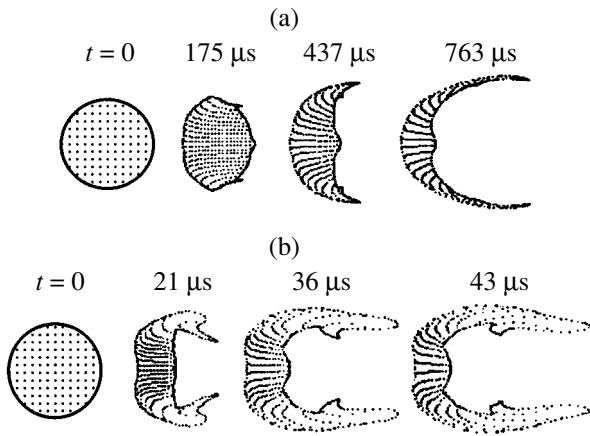 (a)
t = 0 175 μs 437 μs 763 μs
(b)
t = 0 21 μs 36 μs 43 μs